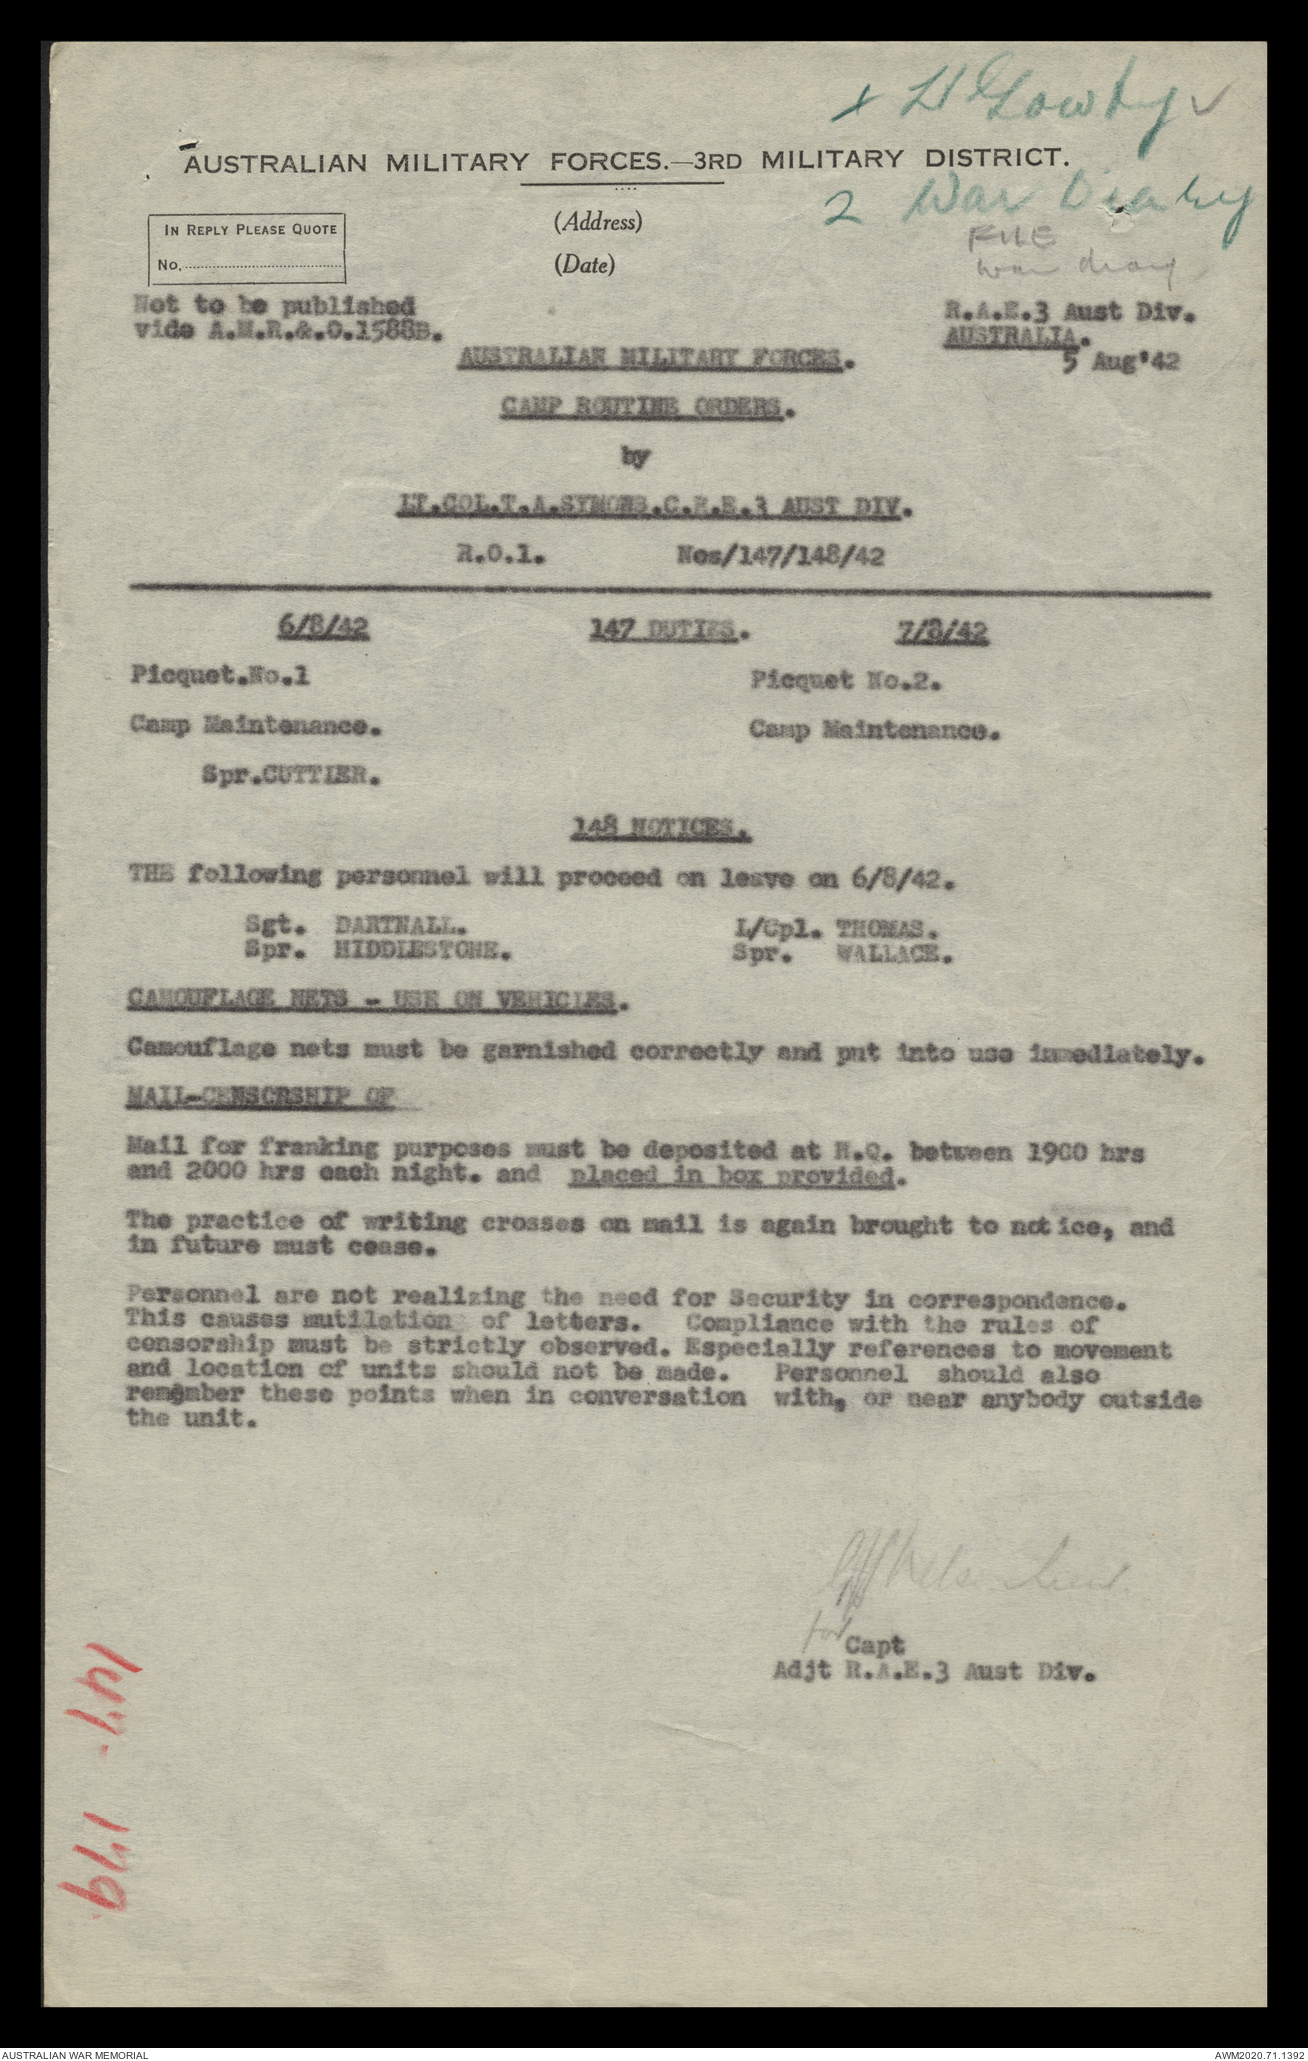 2 War Diary
FILE
war diary
AUSTRALIAN MILITARY FORCES.—3RD MILITARY DISTRICT.
IN REPLY PLEASE QUOTE
No.
(Address)
(Date)
Not to be published
vide A.M.R.&.O.1588B.
R.A.E.3 Aust Div.
AUSTRALIA.
5 Aug'42
AUSTRALIAN MILITARY FORCES.
CAMP ROUTINE ORDERS.
by
LT.COL.T.A.SYMONS.C.R.E.3 AUST DIV.
R.O.1. Nos/147/148/42
6/8/42 147 DUTIES. 7/8/42
Picquet.No.1 Picquet No.2.
Camp Maintenance. Camp Maintenance.
Spr.CUTTIER.
148 NOTICES.
THE following personnel will proceed on leave on 6/8/42.
Sgt. DARTNALL. L/Cpl. THOMAS.
Spr. HIDDLESTONE. Spr. WALLACE.
CAMOUFLAGE NETS - USE ON VEHICLES.
Camouflage nets must be garnished correctly and put into use immediately.
MAIL-CENSORSHIP OF
Mail for franking purposes must be deposited at H.Q. between 1900 hrs
and 2000 hrs each night. and placed in box provided.
The practice of writing crosses on mail is again brought to notice, and
in future must cease.
Personnel are not realizing the need for Security in correspondence.
This causes mutilation of letters. Compliance with the rules of
censorship must be strictly observed. Especially references to movement
and location of units should not be made. Personnel should also
remember these points when in conversation with, or near anybody outside
the unit.
for Capt
Adjt R.A.E.3 Aust Div.
147-179
AUSTRALIAN WAR MEMORIAL
AWM2020.71.1392